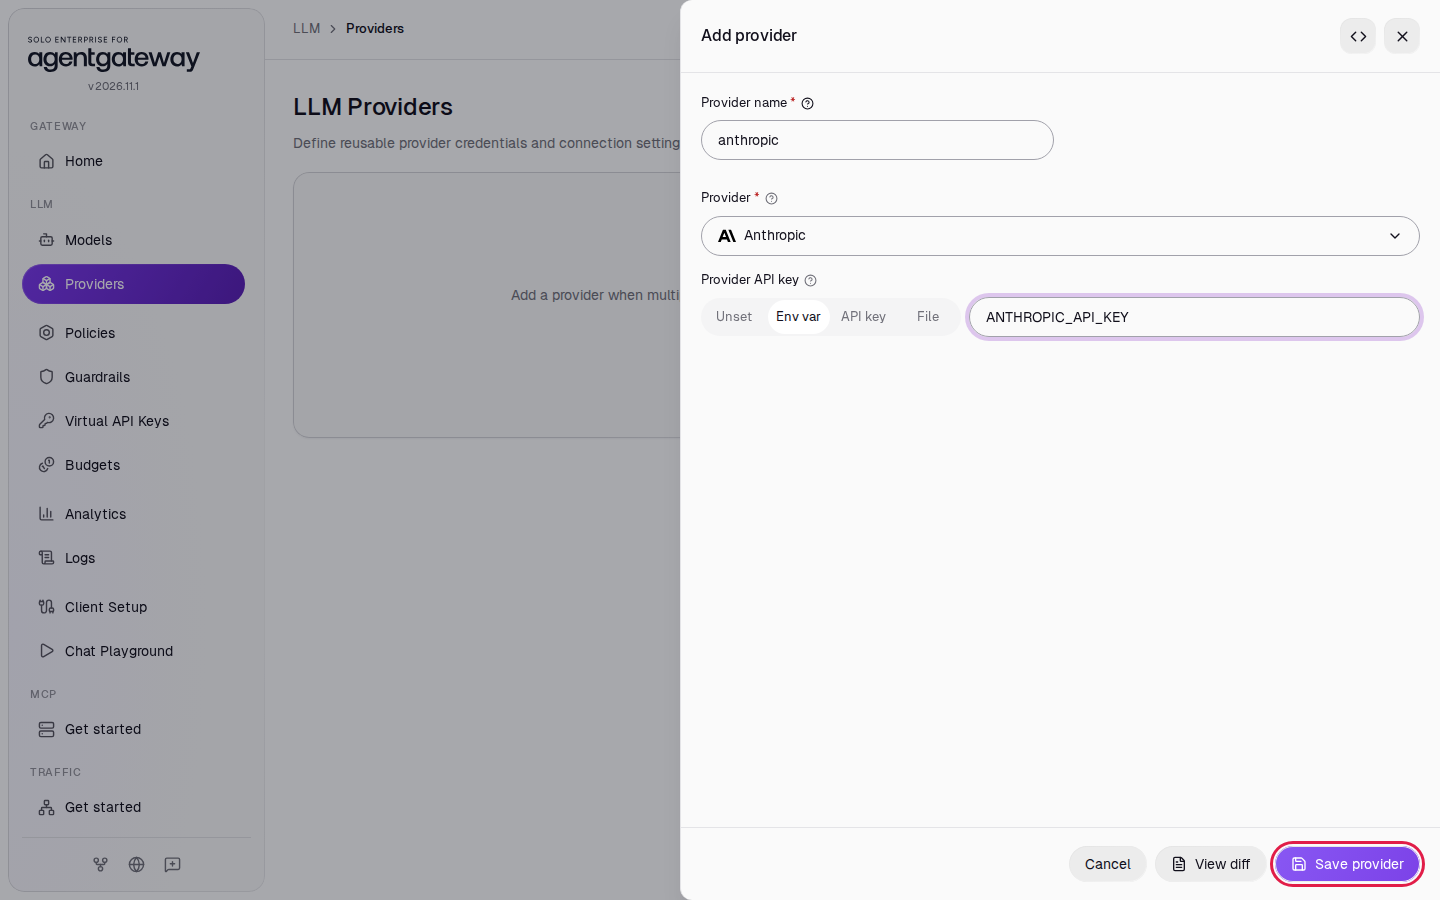 SOLO ENTERPRISE FOR
agentgateway
v2026.11.1
GATEWAY
Home
LLM
Models
Providers
Policies
Guardrails
Virtual API Keys
Budgets
Analytics
Logs
Client Setup
Chat Playground
MCP
Get started
TRAFFIC
Get started
LLM > Providers
LLM Providers
Define reusable provider credentials and connection setting
Add a provider when multi
Add provider
Provider name *
anthropic
Provider *
Anthropic
Provider API key
Unset Env var API key File ANTHROPIC_API_KEY
Cancel View diff Save provider